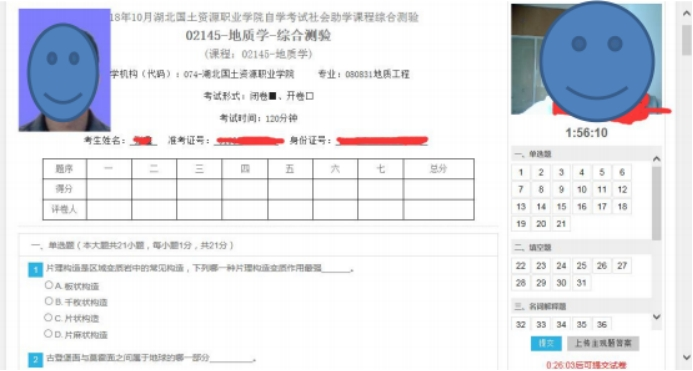 18年10月湖北国土资源职业学院自学考试社会助学课程综合测验
02145-地质学-综合测验
(课程：02145-地质学)
学机构（代码）：074-湖北国土资源职业学院 专业：080831地质工程
考试形式：闭卷■、开卷口
考试时间：120分钟
考生姓名： 准考证号： 身份证号：
题序 一 二 三 四 五 六 七 总分
得分
评卷人
一、单选题（本大题共21小题，每小题1分，共21分）
1 片理构造是区域变质岩中的常见构造，下列哪一种片理构造变质作用最强______。
A. 板状构造
B. 千枚状构造
C. 片状构造
D. 片麻状构造
2 古登堡面与莫霍面之间属于地球的哪一部分______。
1:56:10
一、单选题
1 2 3 4 5 6
7 8 9 10 11 12
13 14 15 16 17 18
19 20 21
二、填空题
22 23 24 25 26 27
28 29 30 31
三、名词解释题
32 33 34 35 36
提交 上传主观题答案
0:26:03后可提交试卷